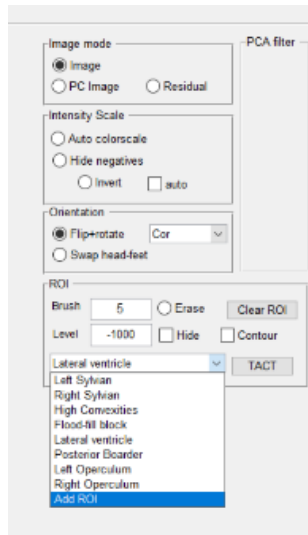 Image mode
PCA filter
Image
PC Image Residual
Intensity Scale
Auto colorscale
Hide negatives
Invert auto
Orientation
Flip+rotate Cor
Swap head-feet
ROI
Brush 5 Erase Clear ROI
Level -1000 Hide Contour
Lateral ventricle TACT
Left Sylvian
Right Sylvian
High Convexities
Flood-fill block
Lateral ventricle
Posterior Boarder
Left Operculum
Right Operculum
Add ROI